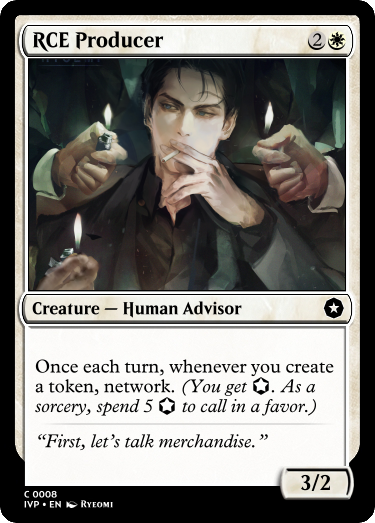 RCE Producer 2
Creature — Human Advisor
Once each turn, whenever you create
a token, network. (You get . As a
sorcery, spend 5 to call in a favor.)
“First, let’s talk merchandise.”
3/2
C 0008
IVP • EN Ryeomi